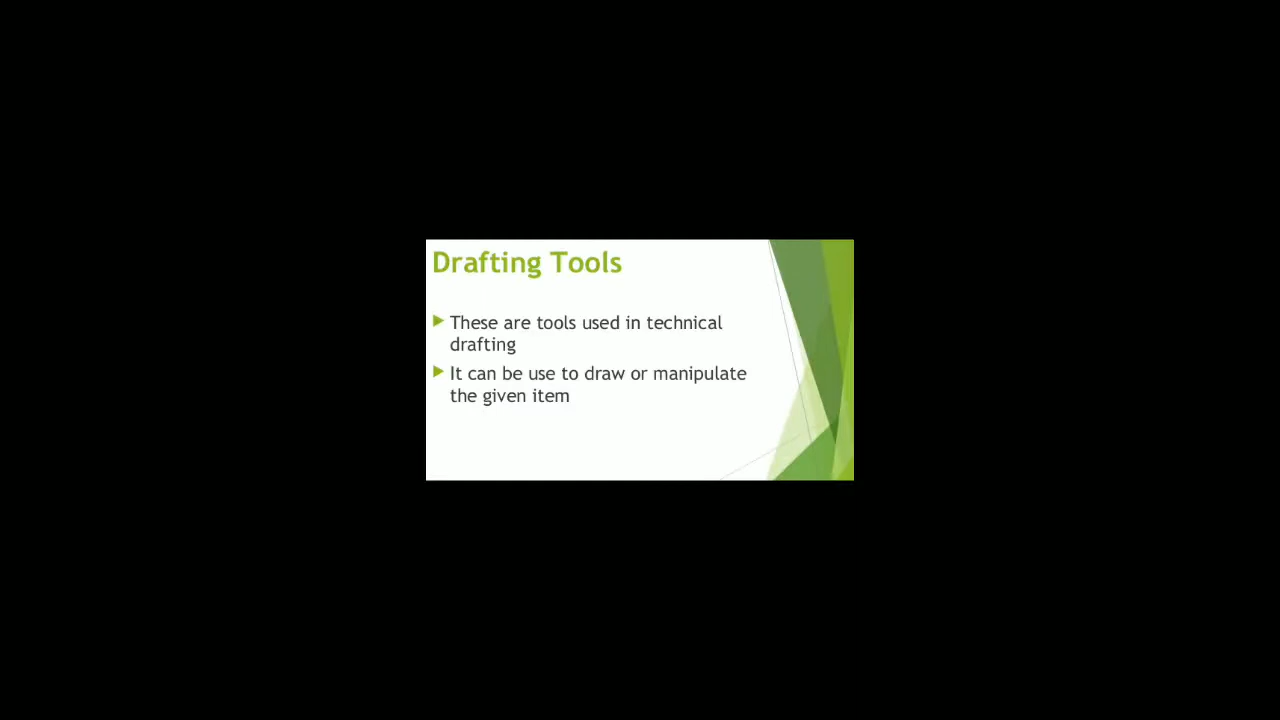 Drafting Tools
These are tools used in technical
drafting
It can be use to draw or manipulate
the given item